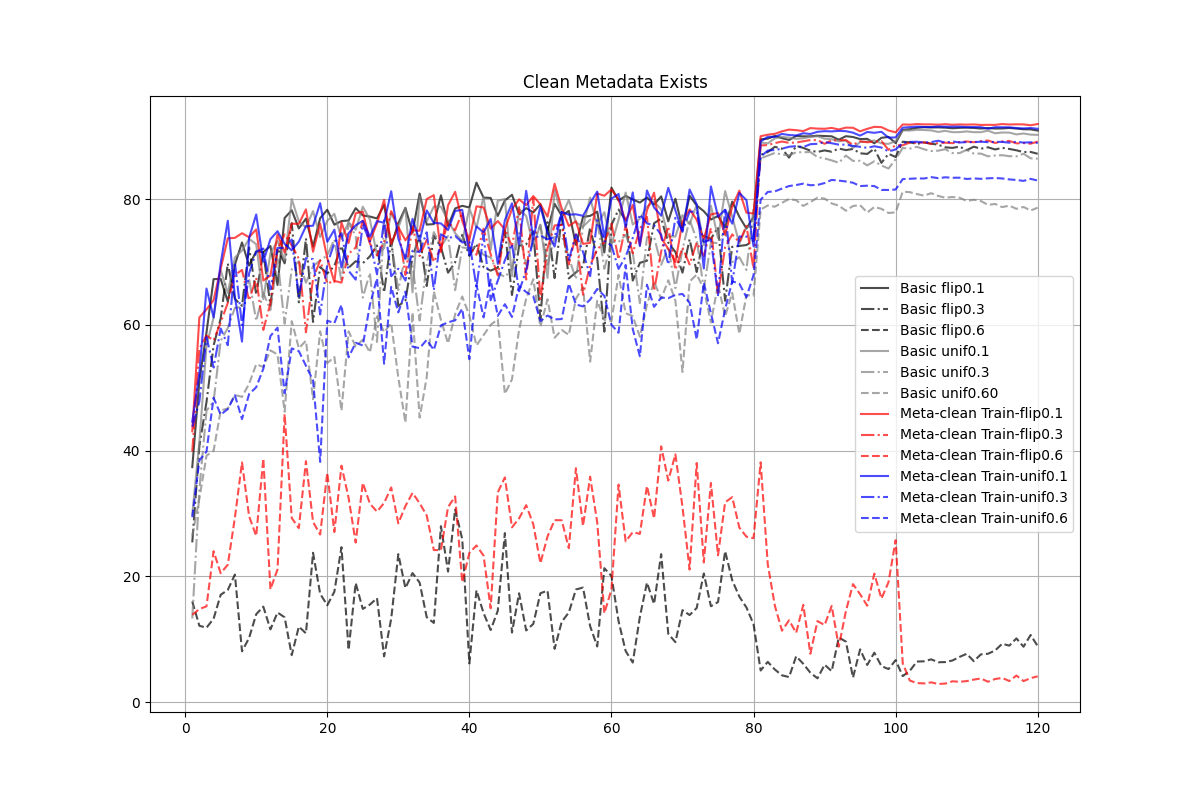 Clean Metadata Exists
80
60
40
20
0
0 20 40 60 80 100 120
Basic flip0.1
Basic flip0.3
Basic flip0.6
Basic unif0.1
Basic unif0.3
Basic unif0.60
Meta-clean Train-flip0.1
Meta-clean Train-flip0.3
Meta-clean Train-flip0.6
Meta-clean Train-unif0.1
Meta-clean Train-unif0.3
Meta-clean Train-unif0.6